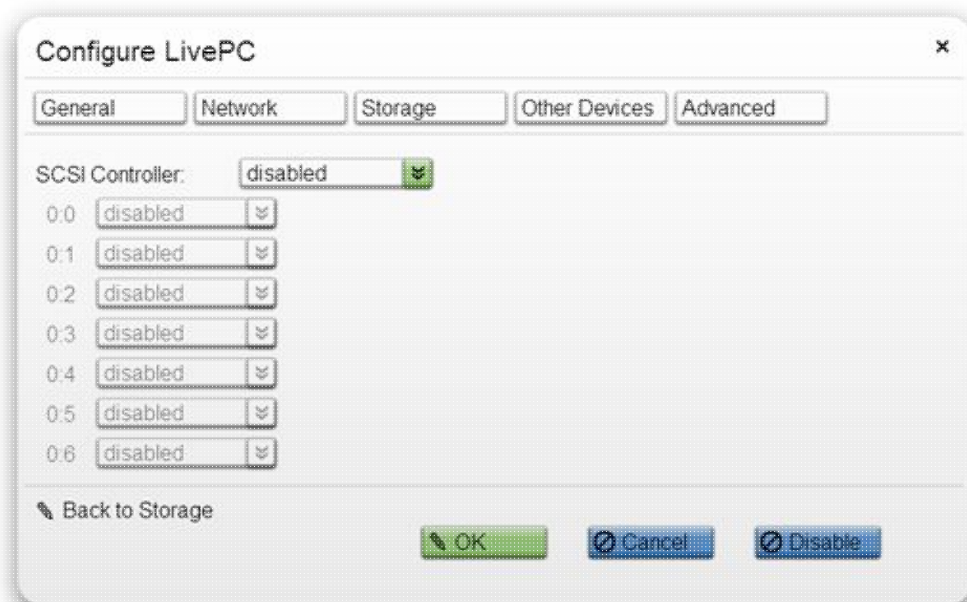 Configure LivePC
General Network Storage Other Devices Advanced
SCSI Controller: disabled
0:0 disabled
0:1 disabled
0:2 disabled
0:3 disabled
0:4 disabled
0:5 disabled
0:6 disabled
Back to Storage
OK Cancel Disable